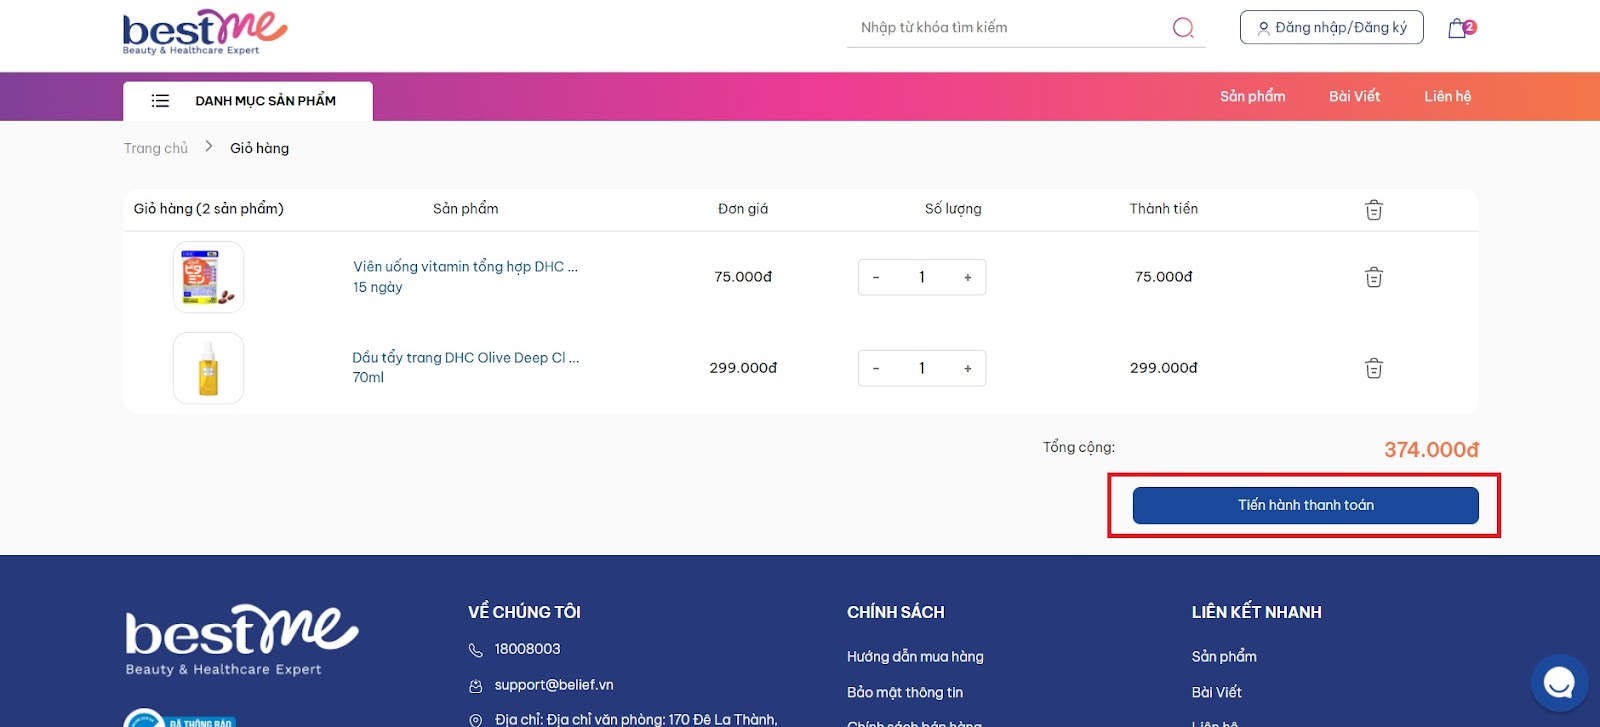 bestme
Beauty & Healthcare Expert
Nhập từ khóa tìm kiếm
Đăng nhập/Đăng ký
2
DANH MỤC SẢN PHẨM
Sản phẩm
Bài Viết
Liên hệ
Trang chủ > Giỏ hàng
Giỏ hàng (2 sản phẩm)
Sản phẩm
Đơn giá
Số lượng
Thành tiền
Viên uống vitamin tổng hợp DHC ...
15 ngày
75.000đ
- 1 +
75.000đ
Dầu tẩy trang DHC Olive Deep Cl ...
70ml
299.000đ
- 1 +
299.000đ
Tổng cộng:
374.000đ
Tiến hành thanh toán
bestme
Beauty & Healthcare Expert
ĐÃ THÔNG BÁO
VỀ CHÚNG TÔI
18008003
support@belief.vn
Địa chỉ: Địa chỉ văn phòng: 170 Đê La Thành,
CHÍNH SÁCH
Hướng dẫn mua hàng
Bảo mật thông tin
Chính sách bán hàng
LIÊN KẾT NHANH
Sản phẩm
Bài Viết
Liên hệ